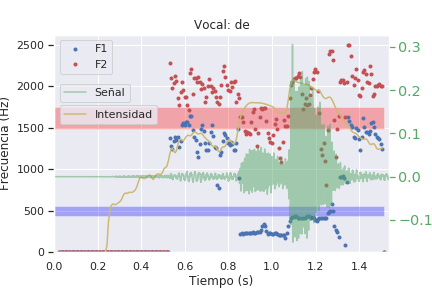 Vocal: de
F1
F2
Señal
Intensidad
Frecuencia (Hz)
2500
2000
1500
1000
500
0
0.3
0.2
0.1
0.0
−0.1
0.0 0.2 0.4 0.6 0.8 1.0 1.2 1.4
Tiempo (s)